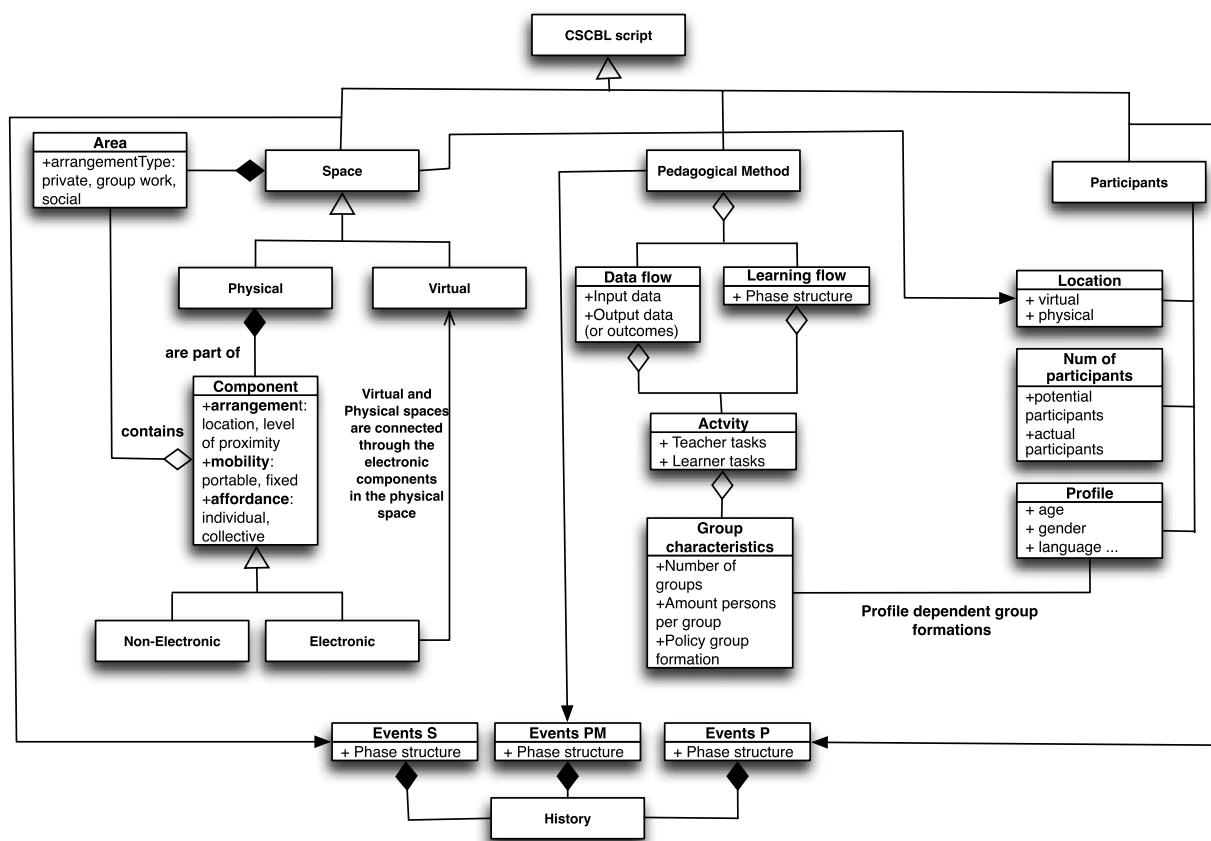 CSCBL script
Area
+arrangementType:
private, group work,
social
Space
Pedagogical Method
Participants
Physical
Virtual
Data flow
+Input data
+Output data
(or outcomes)
Learning flow
+ Phase structure
Location
+ virtual
+ physical
are part of
Component
+arrangement:
location, level
of proximity
+mobility:
portable, fixed
+affordance:
individual,
collective
contains
Virtual and
Physical spaces
are connected
through the
electronic
components
in the physical
space
Num of
participants
+potential
participants
+actual
participants
Actvity
+ Teacher tasks
+ Learner tasks
Profile
+ age
+ gender
+ language ...
Group
characteristics
+Number of
groups
+Amount persons
per group
+Policy group
formation
Profile dependent group
formations
Non-Electronic
Electronic
Events S
+ Phase structure
Events PM
+ Phase structure
Events P
+ Phase structure
History